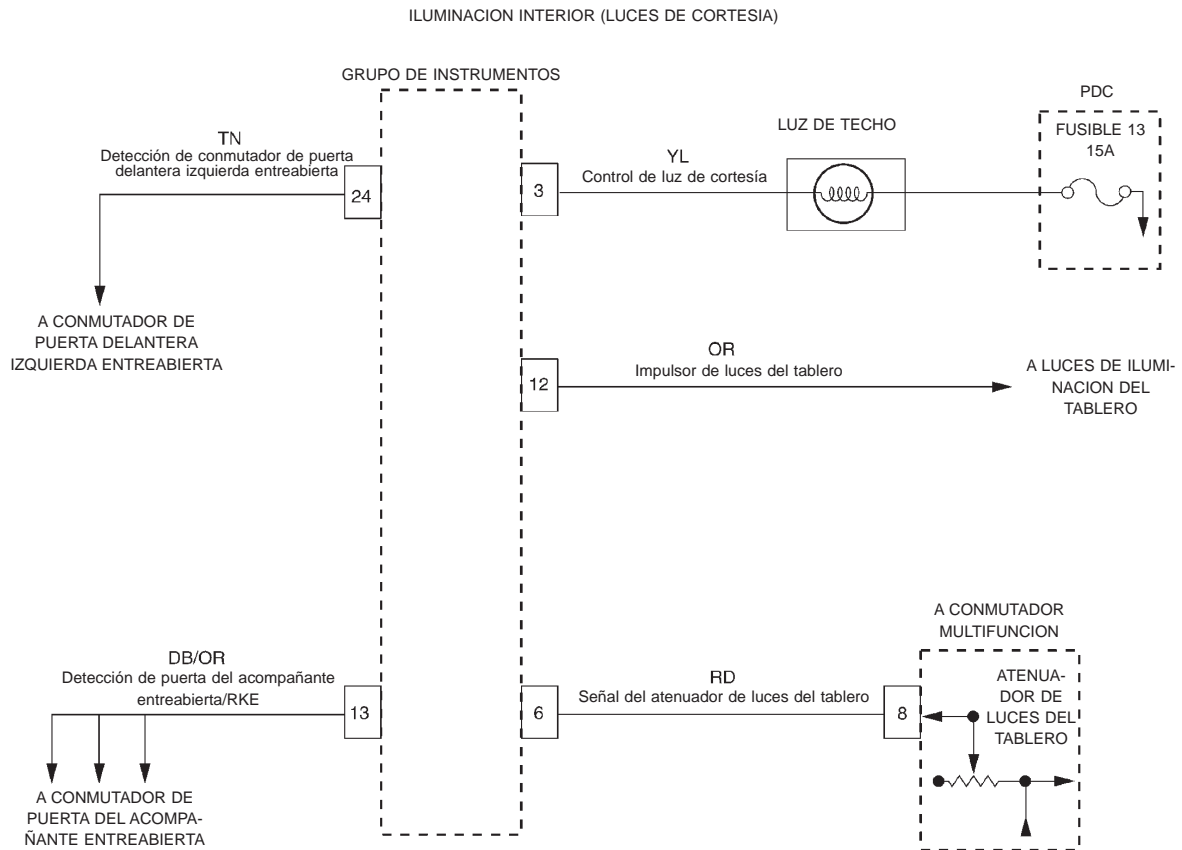 ILUMINACION INTERIOR (LUCES DE CORTESIA)
GRUPO DE INSTRUMENTOS
PDC
FUSIBLE 13
15A
LUZ DE TECHO
TN
Detección de conmutador de puerta
delantera izquierda entreabierta
24
3
YL
Control de luz de cortesía
A CONMUTADOR DE
PUERTA DELANTERA
IZQUIERDA ENTREABIERTA
12
OR
Impulsor de luces del tablero
A LUCES DE ILUMI-
NACION DEL
TABLERO
DB/OR
Detección de puerta del acompañante
entreabierta/RKE
13
6
RD
Señal del atenuador de luces del tablero
8
A CONMUTADOR
MULTIFUNCION
ATENUA-
DOR DE
LUCES DEL
TABLERO
A CONMUTADOR DE
PUERTA DEL ACOMPA-
ÑANTE ENTREABIERTA